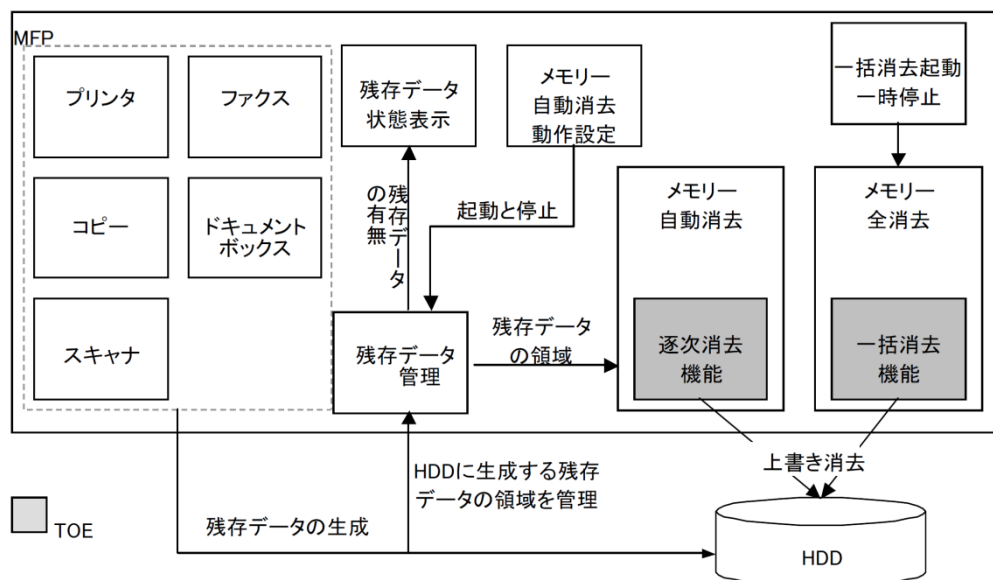 MFP
プリンタ
ファクス
コピー
ドキュメント
ボックス
スキャナ
残存データ
状態表示
メモリー
自動消去
動作設定
一括消去起動
一時停止
残存データ
の有無
起動と停止
メモリー
自動消去
メモリー
全消去
残存データ
管理
残存データ
の領域
逐次消去
機能
一括消去
機能
上書き消去
HDDに生成する残存
データの領域を管理
残存データの生成
TOE
HDD